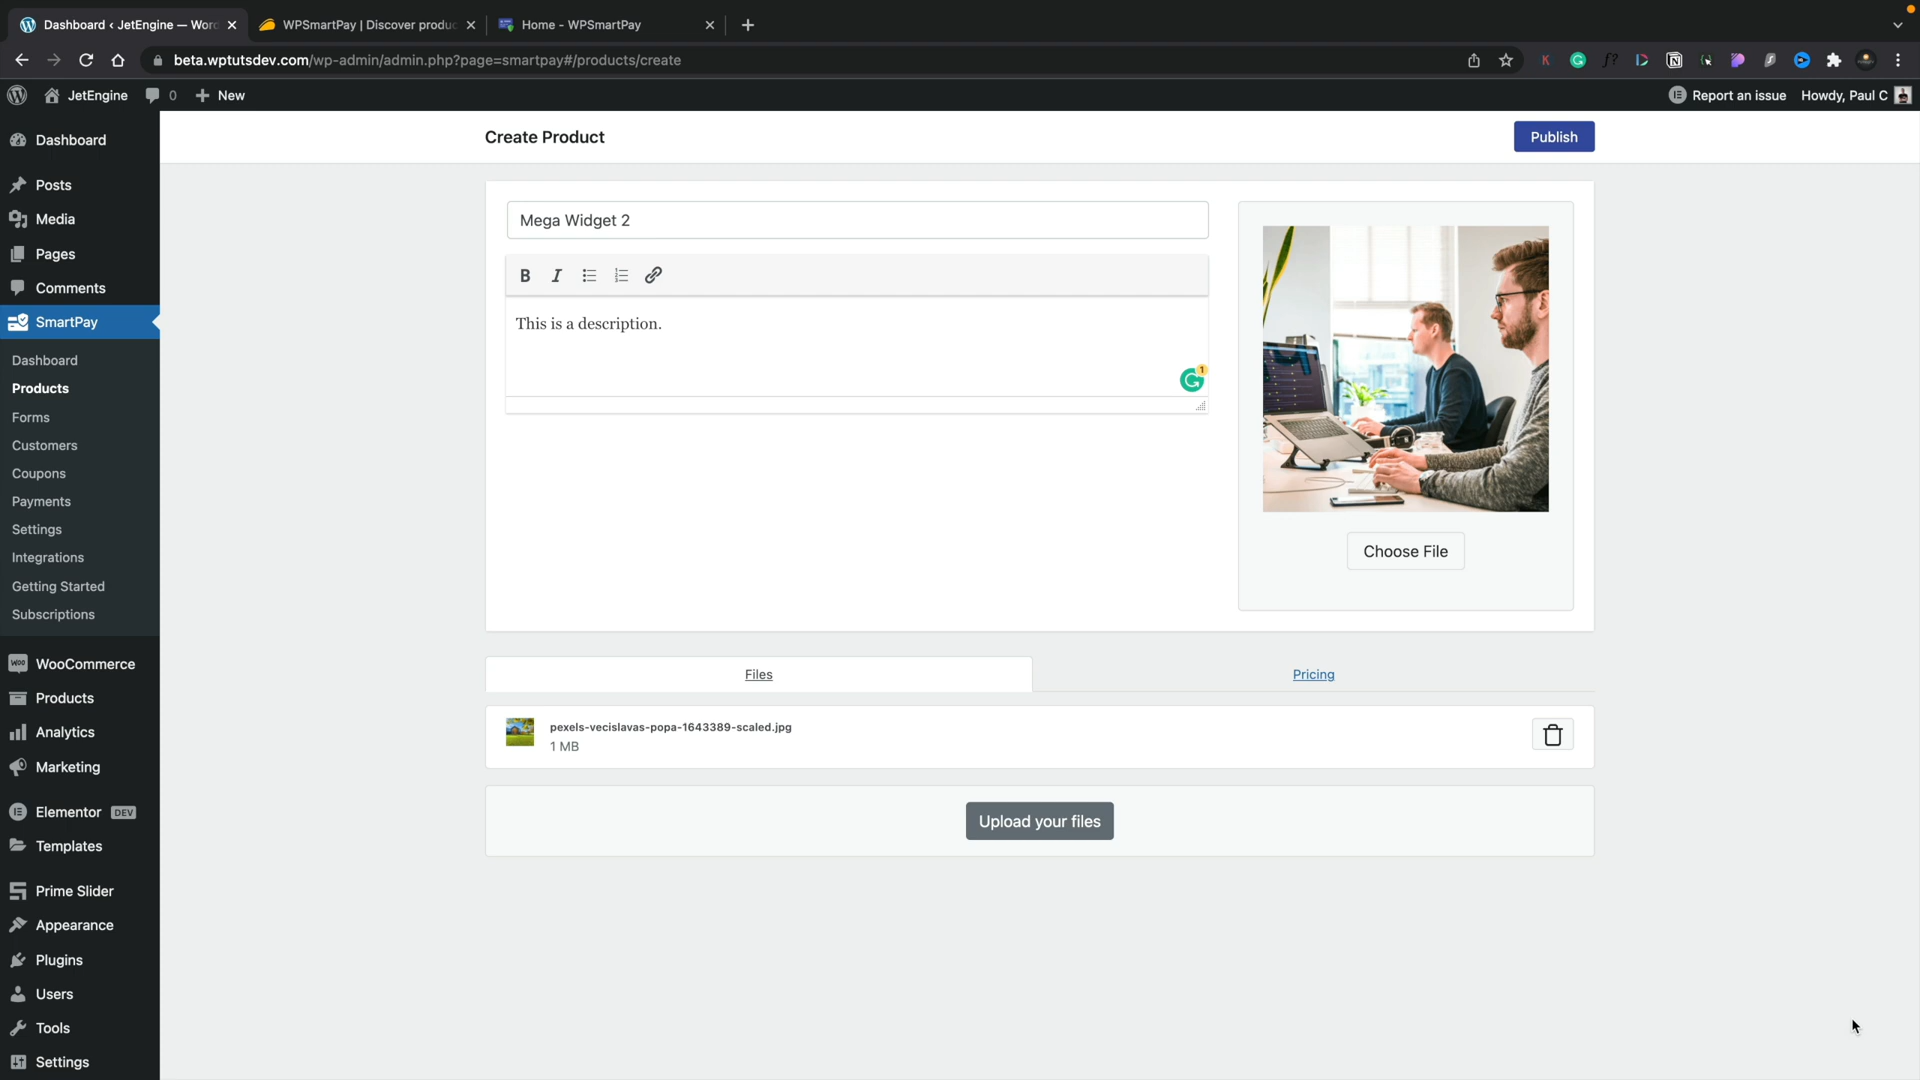 Dashboard ‹ JetEngine — Word
WPSmartPay | Discover produc
Home - WPSmartPay
beta.wptutsdev.com/wp-admin/admin.php?page=smartpay#/products/create
JetEngine
0
New
Report an issue
Howdy, Paul C
Dashboard
Posts
Media
Pages
Comments
SmartPay
Dashboard
Products
Forms
Customers
Coupons
Payments
Settings
Integrations
Getting Started
Subscriptions
WooCommerce
Products
Analytics
Marketing
Elementor DEV
Templates
Prime Slider
Appearance
Plugins
Users
Tools
Settings
Create Product
Publish
Mega Widget 2
B I
This is a description.
1
Choose File
Files
Pricing
pexels-vecislavas-popa-1643389-scaled.jpg
1 MB
Upload your files